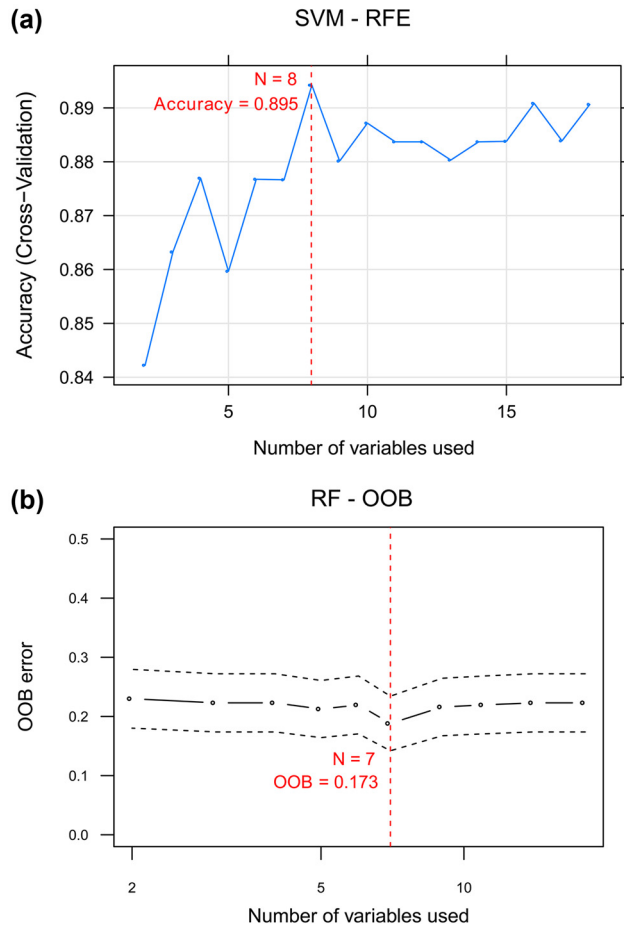 (a)
SVM - RFE
N = 8
Accuracy = 0.895
Accuracy (Cross−Validation)
0.89
0.88
0.87
0.86
0.85
0.84
5 10 15
Number of variables used
(b)
RF - OOB
OOB error
0.5
0.4
0.3
0.2
0.1
0.0
N = 7
OOB = 0.173
2 5 10
Number of variables used